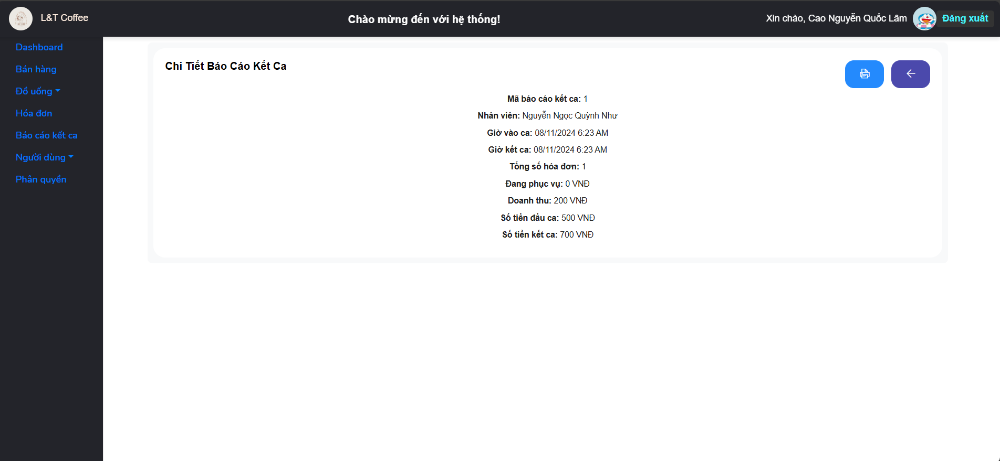 L&T Coffee
Chào mừng đến với hệ thống!
Xin chào, Cao Nguyễn Quốc Lâm
Đăng xuất
Dashboard
Bán hàng
Đồ uống
Hóa đơn
Báo cáo kết ca
Người dùng
Phân quyền
Chi Tiết Báo Cáo Kết Ca
Mã báo cáo kết ca: 1
Nhân viên: Nguyễn Ngọc Quỳnh Như
Giờ vào ca: 08/11/2024 6:23 AM
Giờ kết ca: 08/11/2024 6:23 AM
Tổng số hóa đơn: 1
Đang phục vụ: 0 VNĐ
Doanh thu: 200 VNĐ
Số tiền đầu ca: 500 VNĐ
Số tiền kết ca: 700 VNĐ